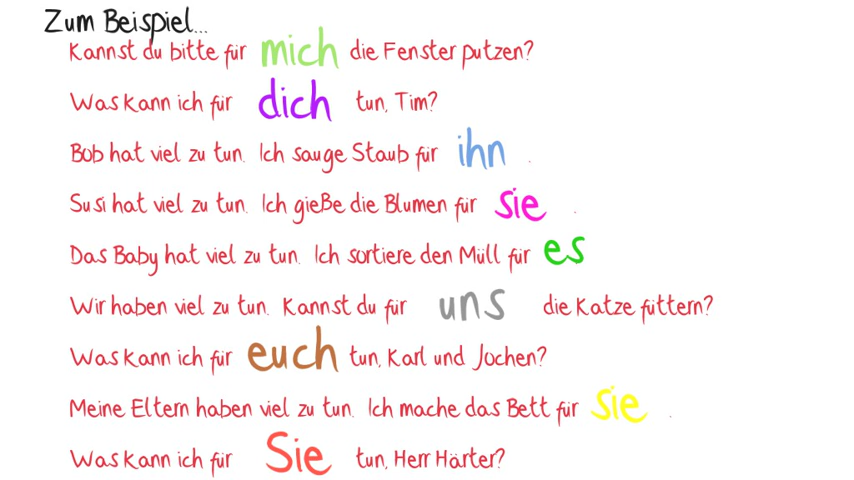 Zum Beispiel...
Kannst du bitte für mich die Fenster putzen?
Was kann ich für dich tun, Tim?
Bob hat viel zu tun. Ich sauge Staub für ihn.
Susi hat viel zu tun. Ich gieße die Blumen für sie.
Das Baby hat viel zu tun. Ich sortiere den Müll für es
Wir haben viel zu tun. Kannst du für uns die Katze füttern?
Was kann ich für euch tun, Karl und Jochen?
Meine Eltern haben viel zu tun. Ich mache das Bett für sie.
Was kann ich für Sie tun, Herr Härter?